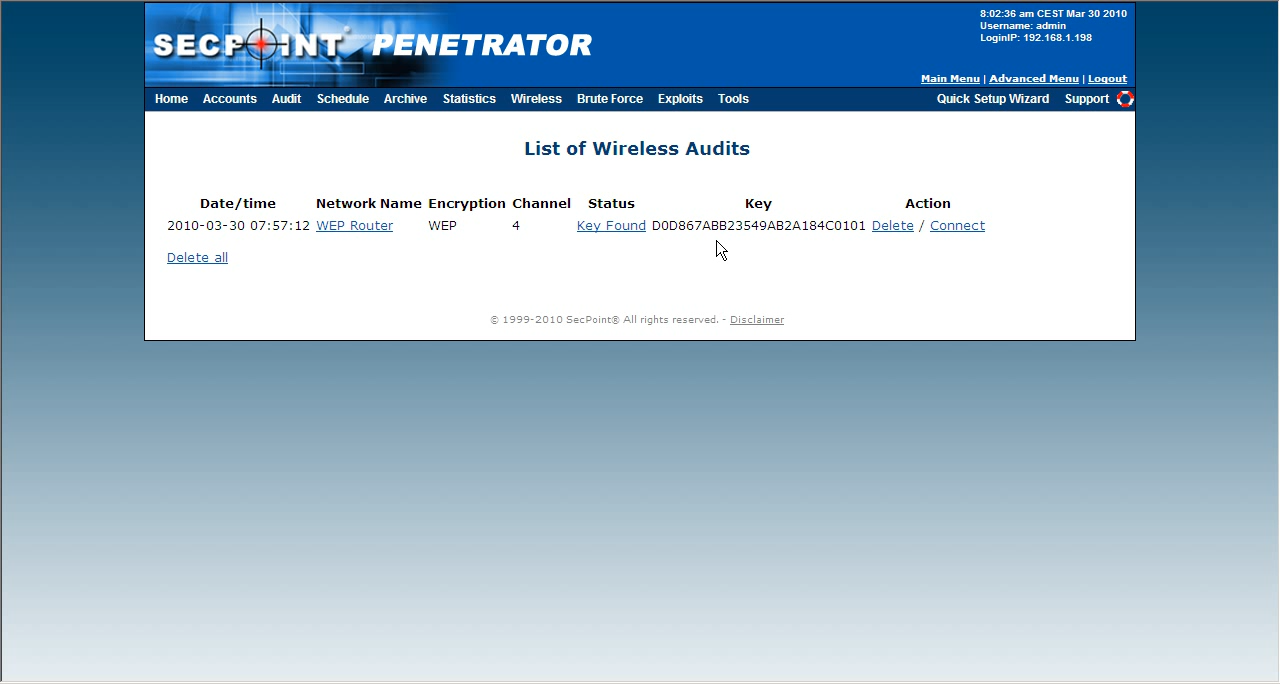 SECPOINT PENETRATOR
8:02:36 am CEST Mar 30 2010
Username: admin
LoginIP: 192.168.1.198
Main Menu | Advanced Menu | Logout
Home Accounts Audit Schedule Archive Statistics Wireless Brute Force Exploits Tools Quick Setup Wizard Support
List of Wireless Audits
Date/time Network Name Encryption Channel Status Key Action
2010-03-30 07:57:12 WEP Router WEP 4 Key Found D0D867ABB23549AB2A184C0101 Delete / Connect
Delete all
© 1999-2010 SecPoint® All rights reserved. - Disclaimer